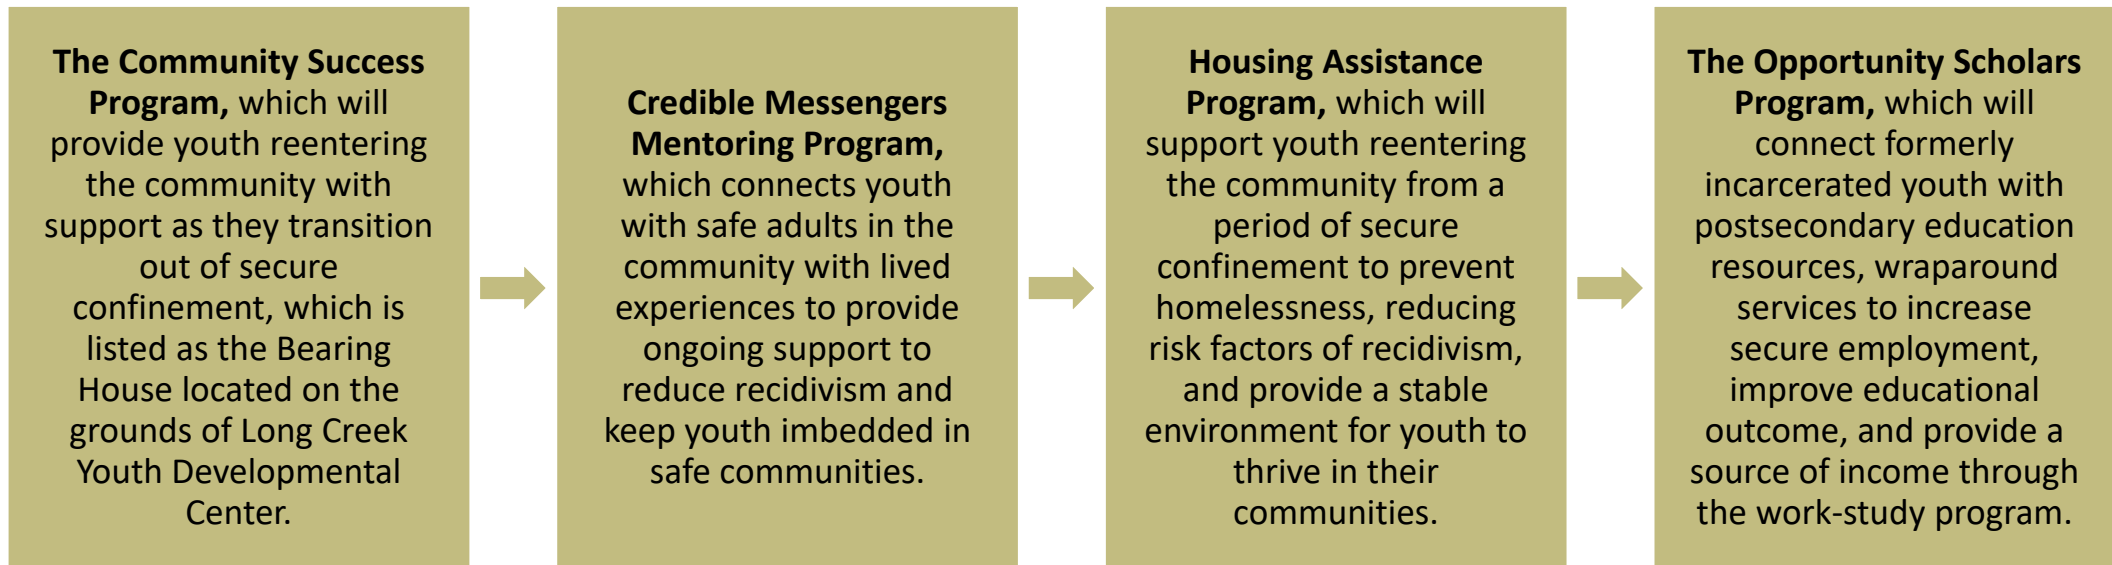 The Community Success
Program, which will
provide youth reentering
the community with
support as they transition
out of secure
confinement, which is
listed as the Bearing
House located on the
grounds of Long Creek
Youth Developmental
Center.
Credible Messengers
Mentoring Program,
which connects youth
with safe adults in the
community with lived
experiences to provide
ongoing support to
reduce recidivism and
keep youth imbedded in
safe communities.
Housing Assistance
Program, which will
support youth reentering
the community from a
period of secure
confinement to prevent
homelessness, reducing
risk factors of recidivism,
and provide a stable
environment for youth to
thrive in their
communities.
The Opportunity Scholars
Program, which will
connect formerly
incarcerated youth with
postsecondary education
resources, wraparound
services to increase
secure employment,
improve educational
outcome, and provide a
source of income through
the work-study program.